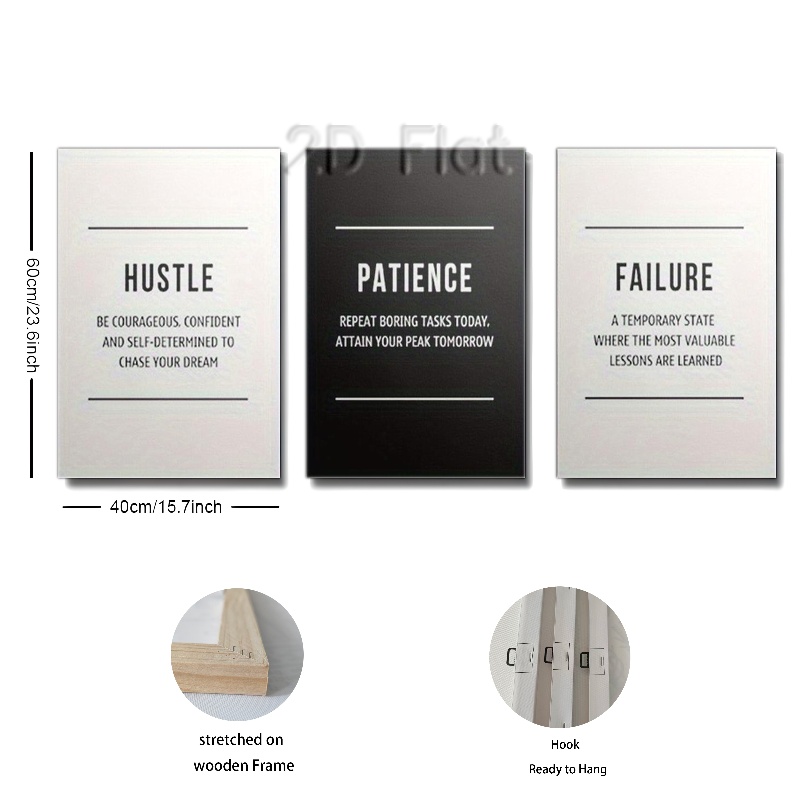 2D Flat
60cm/23.6inch
HUSTLE
BE COURAGEOUS. CONFIDENT
AND SELF-DETERMINED TO
CHASE YOUR DREAM
PATIENCE
REPEAT BORING TASKS TODAY,
ATTAIN YOUR PEAK TOMORROW
FAILURE
A TEMPORARY STATE
WHERE THE MOST VALUABLE
LESSONS ARE LEARNED
40cm/15.7inch
stretched on
wooden Frame
Hook
Ready to Hang